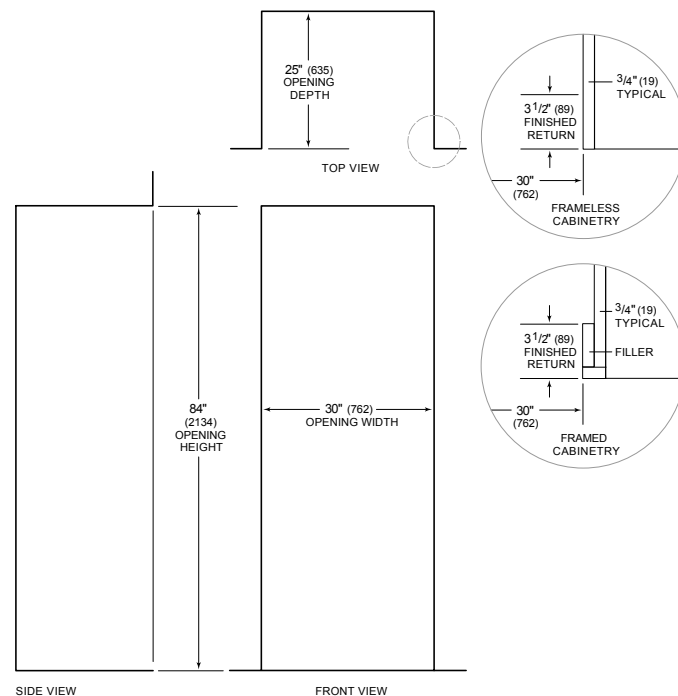 25" (635)
OPENING
DEPTH
TOP VIEW
3/4" (19)
TYPICAL
3 1/2" (89)
FINISHED
RETURN
30"
(762)
FRAMELESS
CABINETRY
3/4" (19)
TYPICAL
3 1/2" (89)
FINISHED
RETURN
FILLER
30"
(762)
FRAMED
CABINETRY
84"
(2134)
OPENING
HEIGHT
30" (762)
OPENING WIDTH
SIDE VIEW
FRONT VIEW